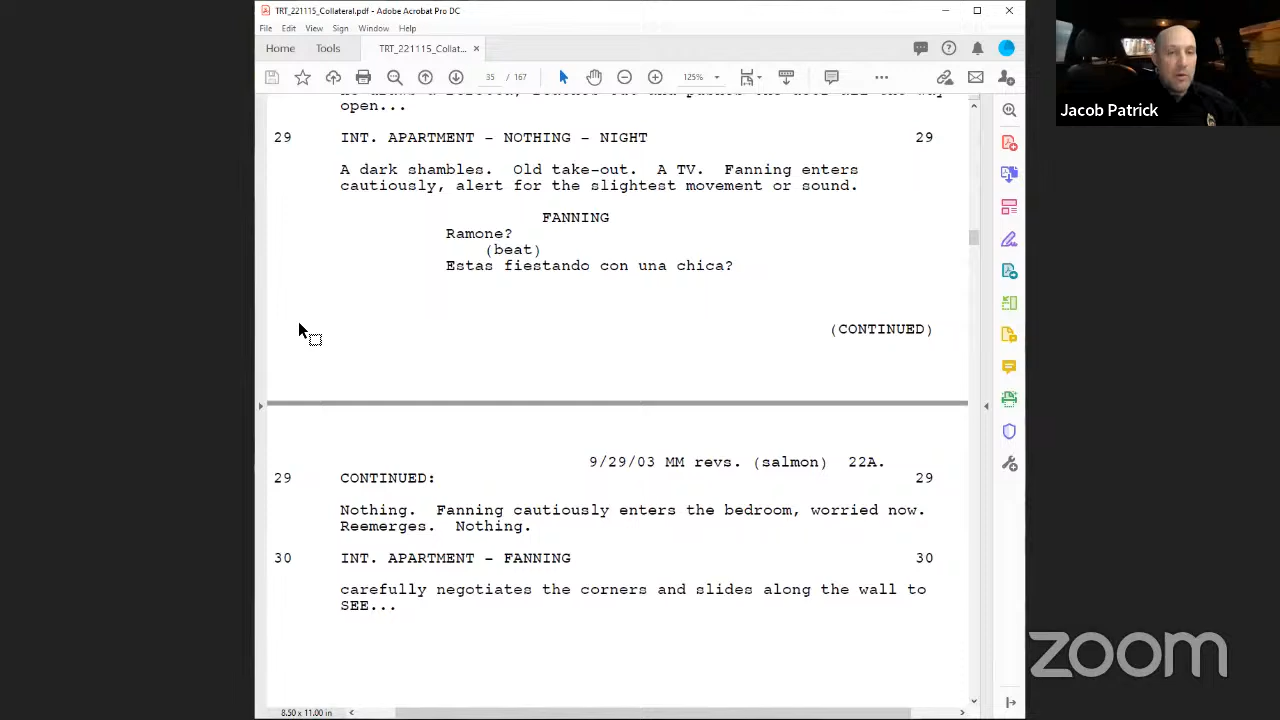 TRT_221115_Collateral.pdf - Adobe Acrobat Pro DC
File Edit View Sign Window Help
Home Tools TRT_221115_Collat... ×
35 / 167 125%
Jacob Patrick
open...
29 INT. APARTMENT - NOTHING - NIGHT 29
A dark shambles. Old take-out. A TV. Fanning enters
cautiously, alert for the slightest movement or sound.
FANNING
Ramone?
(beat)
Estas fiestando con una chica?
(CONTINUED)
9/29/03 MM revs. (salmon) 22A.
29 CONTINUED: 29
Nothing. Fanning cautiously enters the bedroom, worried now.
Reemerges. Nothing.
30 INT. APARTMENT - FANNING 30
carefully negotiates the corners and slides along the wall to
SEE...
zoom
8.50 x 11.00 in